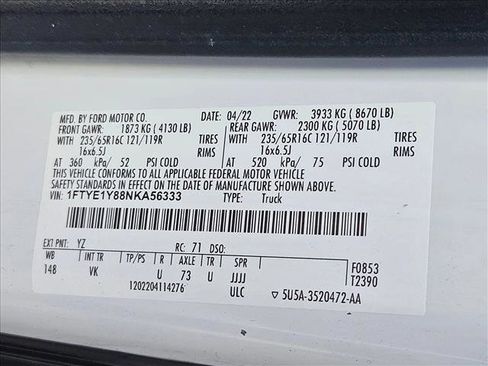 MFD. BY FORD MOTOR CO. DATE: 04/22 GVWR: 3933 KG (8670 LB)
FRONT GAWR: 1873 KG (4130 LB) REAR GAWR: 2300 KG (5070 LB)
WITH 235/65R16C 121/119R TIRES WITH 235/65R16C 121/119R TIRES
16x6.5J RIMS 16x6.5J RIMS
AT 360 kPa/ 52 PSI COLD AT 520 kPa/ 75 PSI COLD
THIS VEHICLE CONFORMS TO ALL APPLICABLE FEDERAL MOTOR VEHICLE
SAFETY STANDARDS IN EFFECT ON THE DATE OF MANUFACTURE SHOWN ABOVE.
VIN: 1FTYE1Y88NKA56333 TYPE: Truck
EXT PNT: YZ RC: 71 DSO:
WB INT TR TP/PS R AXLE TR SPR
148 VK U 73 U JJJJ
1202204114276 ULC
F0853
T2390
▽ 5U5A-3520472-AA